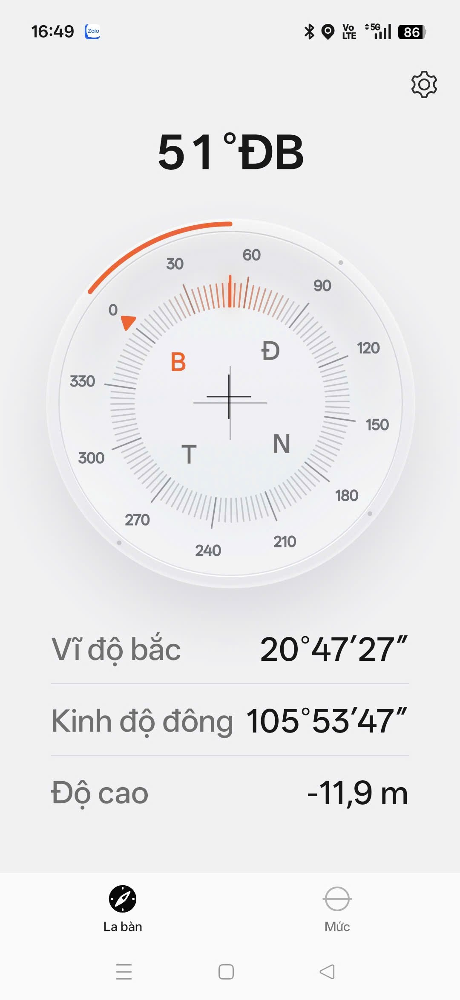 16:49 Zalo Vo LTE 5G 86
51°ĐB
30 60
90
0
120
B Đ
330
150
N
T
300
180
270
210
240
Vĩ độ bắc 20°47′27″
Kinh độ đông 105°53′47″
Độ cao -11,9 m
La bàn Mức